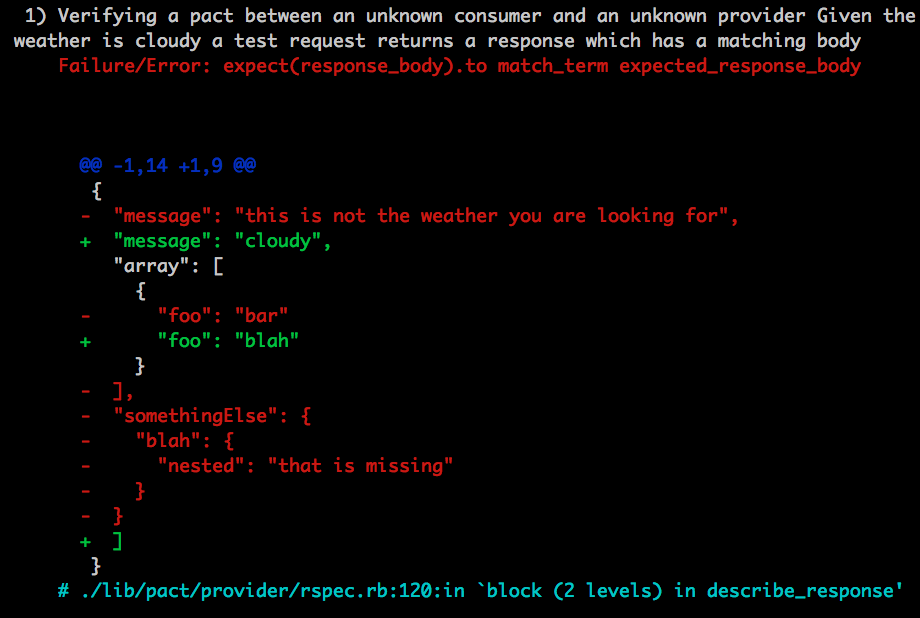 1) Verifying a pact between an unknown consumer and an unknown provider Given the
weather is cloudy a test request returns a response which has a matching body
Failure/Error: expect(response_body).to match_term expected_response_body
@@ -1,14 +1,9 @@
{
-  "message": "this is not the weather you are looking for",
+  "message": "cloudy",
"array": [
{
-      "foo": "bar"
+      "foo": "blah"
}
-  ],
-  "somethingElse": {
-    "blah": {
-      "nested": "that is missing"
-    }
-  }
+  ]
}
# ./lib/pact/provider/rspec.rb:120:in `block (2 levels) in describe_response'